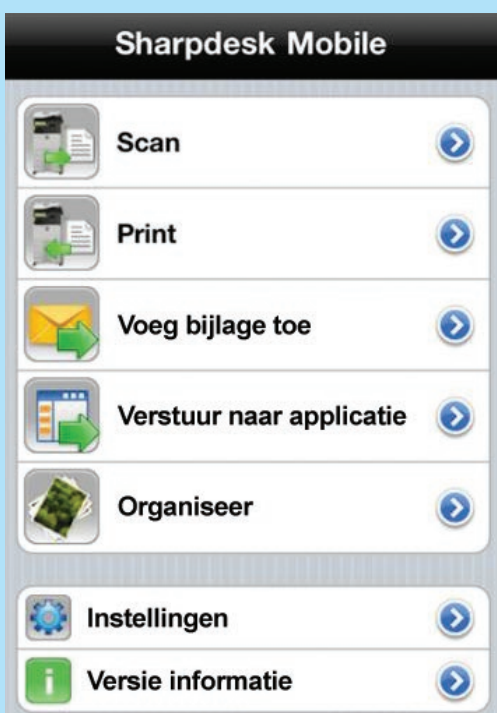 Sharpdesk Mobile
Scan
Print
Voeg bijlage toe
Verstuur naar applicatie
Organiseer
Instellingen
Versie informatie